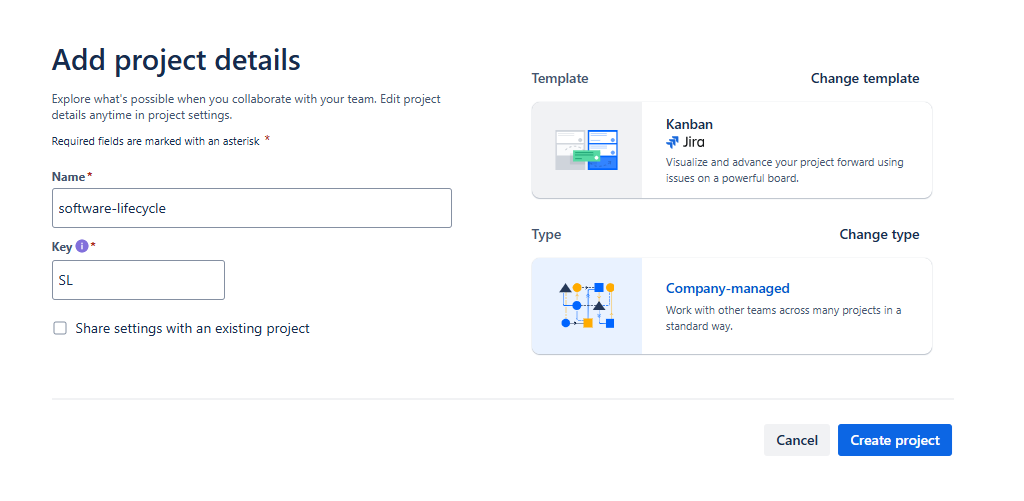 Add project details
Explore what's possible when you collaborate with your team. Edit project
details anytime in project settings.
Required fields are marked with an asterisk *
Name*
software-lifecycle
Key i *
SL
Share settings with an existing project
Template
Change template
Kanban
Jira
Visualize and advance your project forward using
issues on a powerful board.
Type
Change type
Company-managed
Work with other teams across many projects in a
standard way.
Cancel
Create project